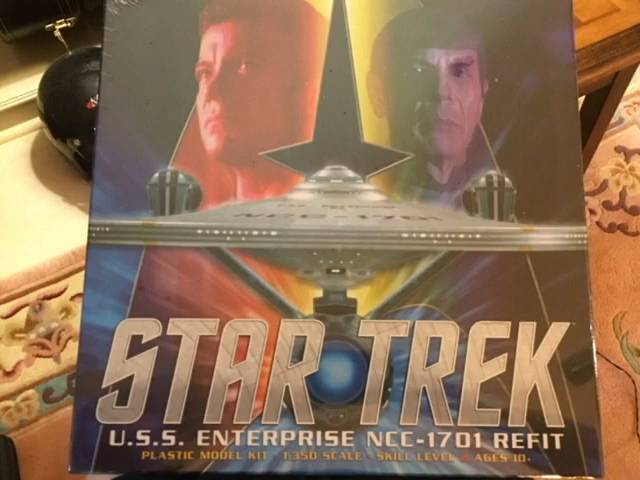 NCC-1701
STAR TREK
U.S.S. ENTERPRISE NCC-1701 REFIT
PLASTIC MODEL KIT · 1:350 SCALE · SKILL LEVEL AGES 10+